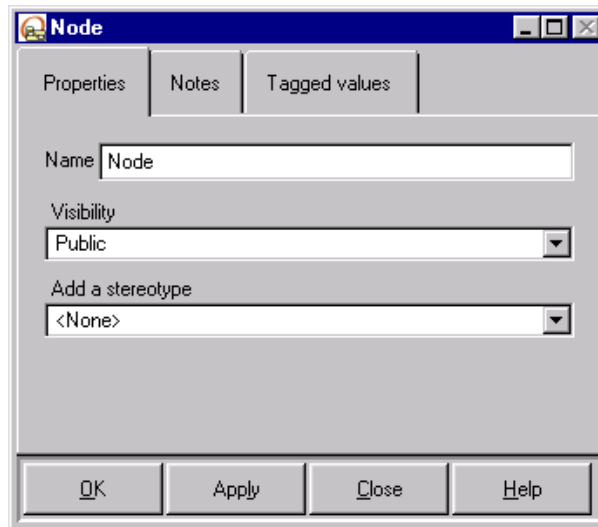 Node
Properties Notes Tagged values
Name Node
Visibility
Public
Add a stereotype
<None>
OK Apply Close Help